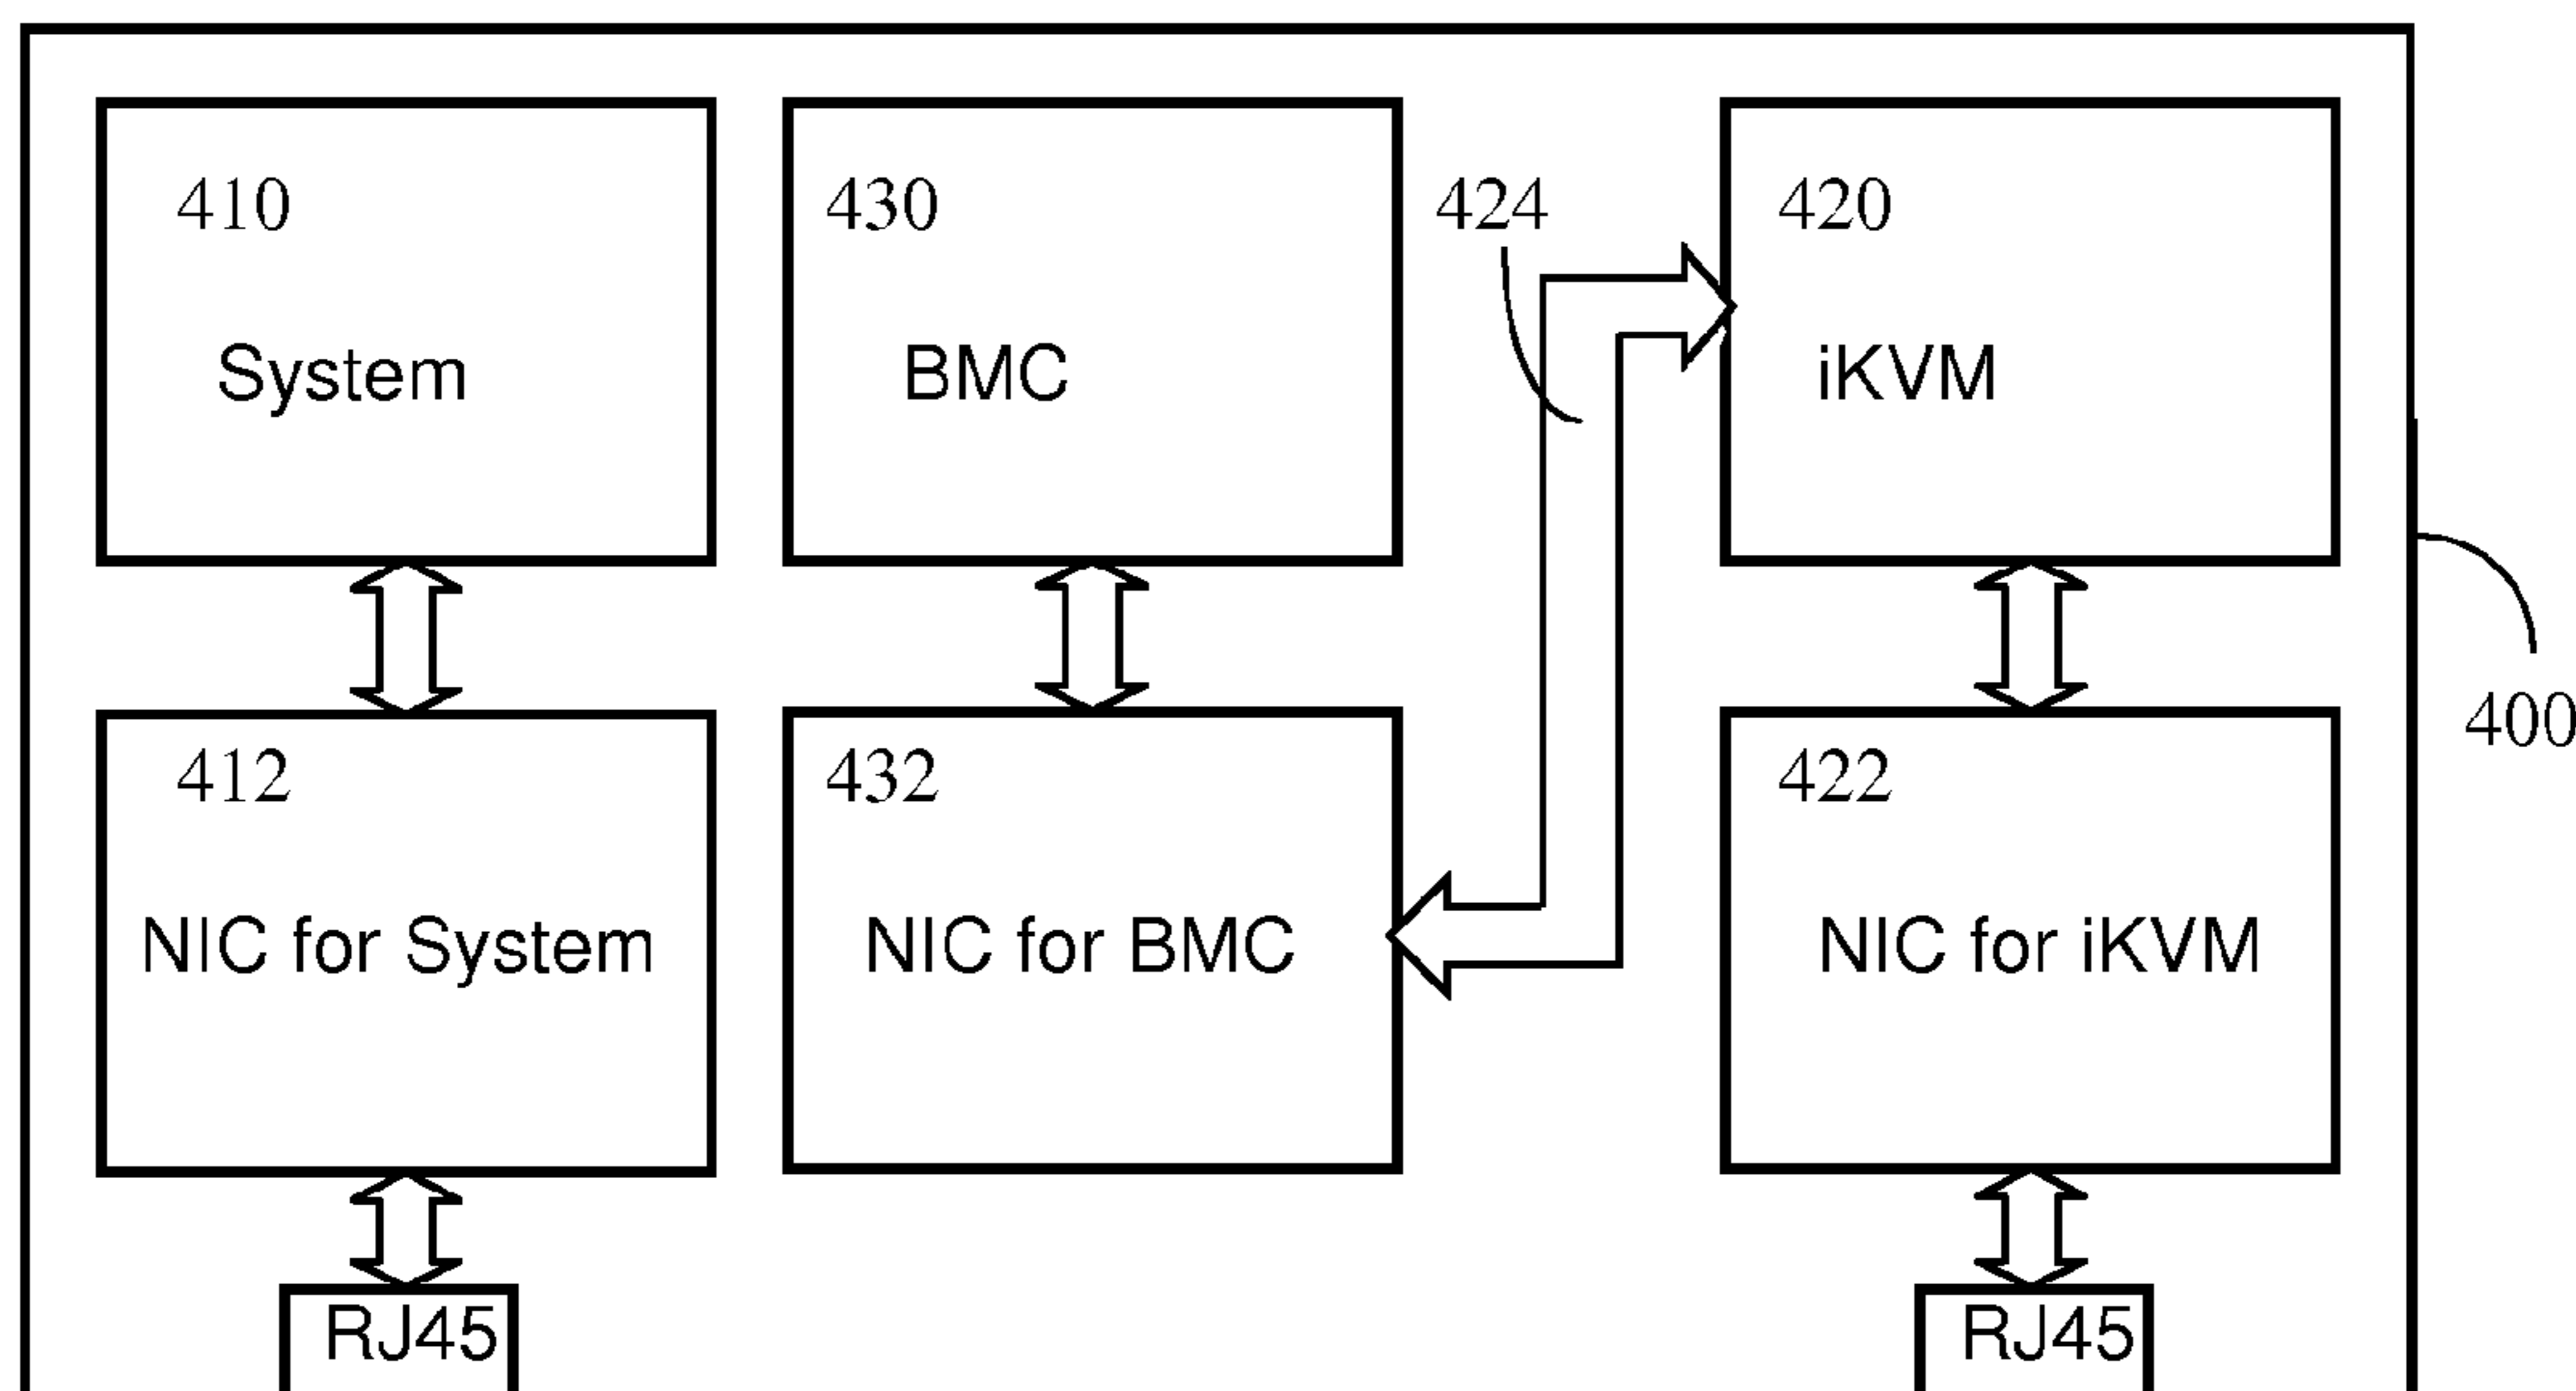 410
430
424
420
System
BMC
iKVM
400
412
432
422
NIC for System
NIC for BMC
NIC for iKVM
RJ45
RJ45